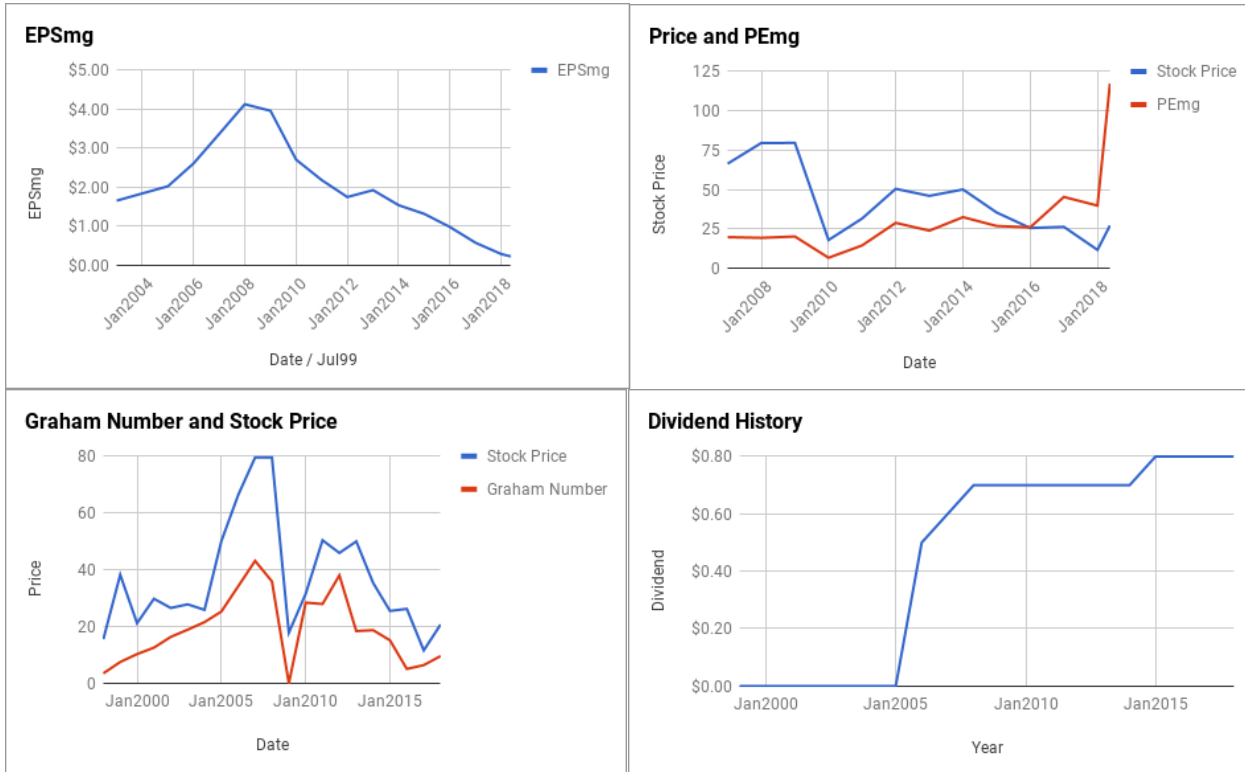 EPSmg
EPSmg
$5.00
$4.00
$3.00
$2.00
$1.00
$0.00
EPSmg
Jan2004
Jan2006
Jan2008
Jan2010
Jan2012
Jan2014
Jan2016
Jan2018
Date / Jul99
Price and PEmg
Stock Price
PEmg
125
100
75
50
25
0
Stock Price
Jan2008
Jan2010
Jan2012
Jan2014
Jan2016
Jan2018
Date
Graham Number and Stock Price
Stock Price
Graham Number
80
60
40
20
0
Price
Jan2000
Jan2005
Jan2010
Jan2015
Date
Dividend History
$0.80
$0.60
$0.40
$0.20
$0.00
Dividend
Jan2000
Jan2005
Jan2010
Jan2015
Year